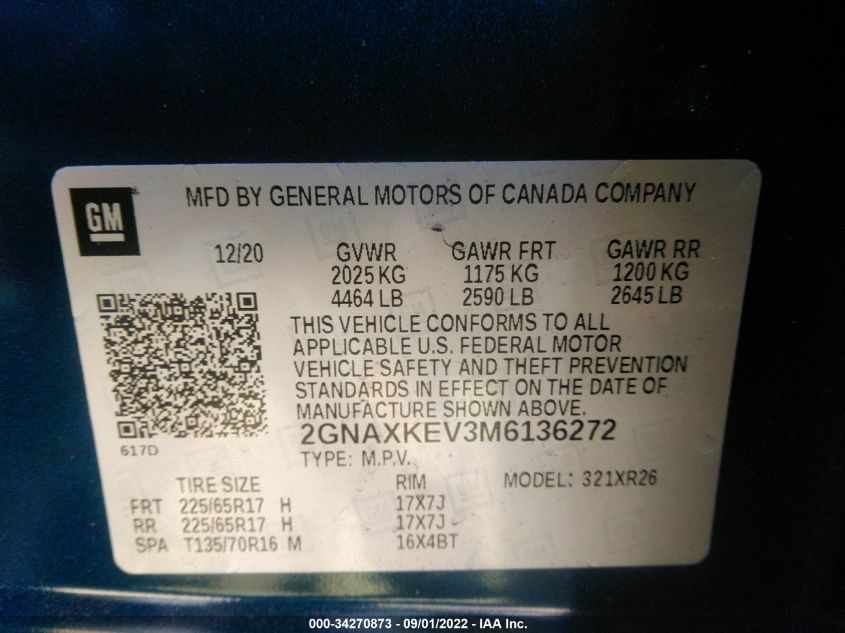 GM
MFD BY GENERAL MOTORS OF CANADA COMPANY
12/20 GVWR GAWR FRT GAWR RR
2025 KG 1175 KG 1200 KG
4464 LB 2590 LB 2645 LB
THIS VEHICLE CONFORMS TO ALL
APPLICABLE U.S. FEDERAL MOTOR
VEHICLE SAFETY AND THEFT PREVENTION
STANDARDS IN EFFECT ON THE DATE OF
MANUFACTURE SHOWN ABOVE.
2GNAXKEV3M6136272
617D
TYPE: M.P.V.
TIRE SIZE RIM MODEL: 321XR26
FRT 225/65R17 H 17X7J
RR 225/65R17 H 17X7J
SPA T135/70R16 M 16X4BT
000-34270873 - 09/01/2022 - IAA Inc.